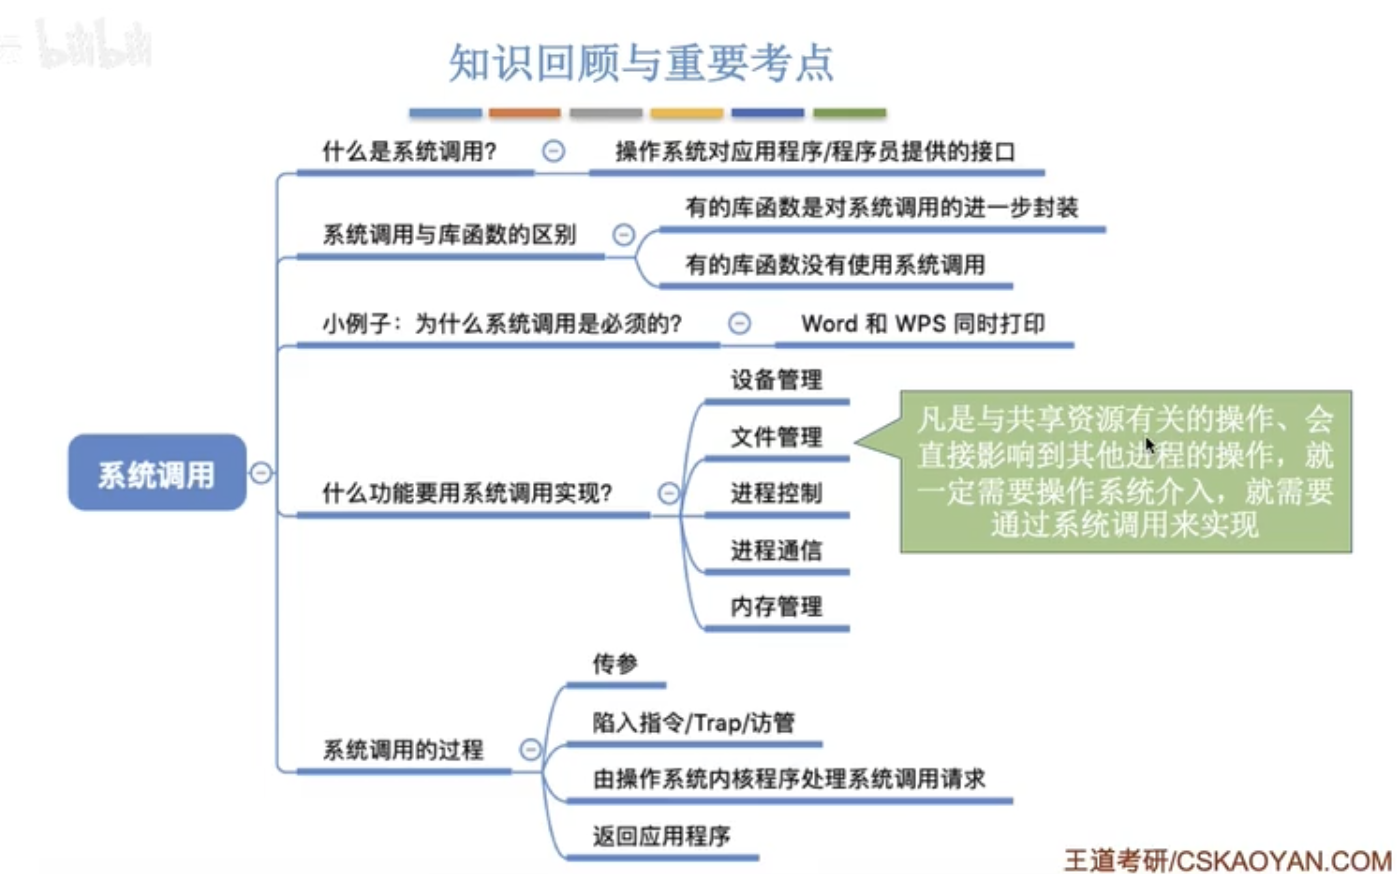 bilibili
知识回顾与重要考点
什么是系统调用?
操作系统对应用程序/程序员提供的接口
系统调用与库函数的区别
有的库函数是对系统调用的进一步封装
有的库函数没有使用系统调用
小例子：为什么系统调用是必须的?
Word 和 WPS 同时打印
系统调用
什么功能要用系统调用实现?
设备管理
文件管理
进程控制
进程通信
内存管理
凡是与共享资源有关的操作、会
直接影响到其他进程的操作，就
一定需要操作系统介入，就需要
通过系统调用来实现
系统调用的过程
传参
陷入指令/Trap/访管
由操作系统内核程序处理系统调用请求
返回应用程序
王道考研/CSKAOYAN.COM